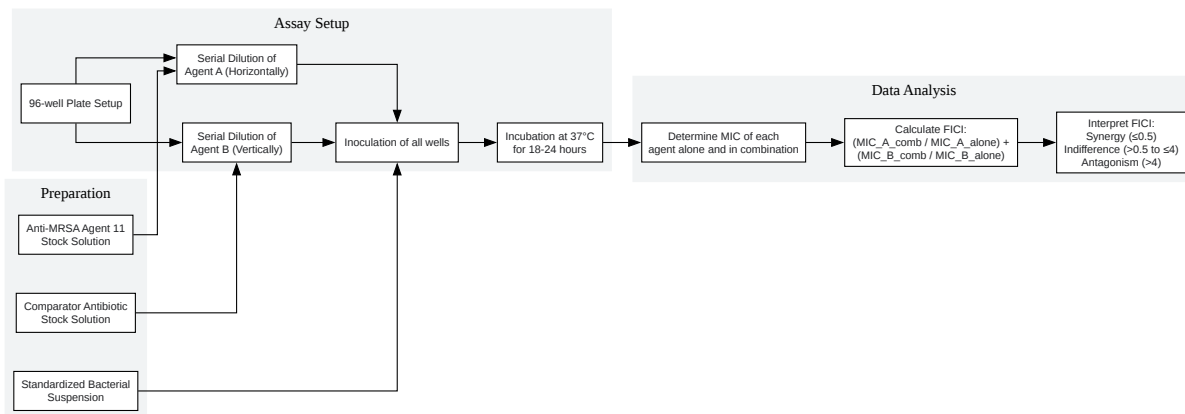 Assay Setup
Serial Dilution of
Agent A (Horizontally)
96-well Plate Setup
Serial Dilution of
Agent B (Vertically)
Inoculation of all wells
Incubation at 37°C
for 18-24 hours
Data Analysis
Determine MIC of each
agent alone and in combination
Calculate FICI:
(MIC_A_comb / MIC_A_alone) +
(MIC_B_comb / MIC_B_alone)
Interpret FICI:
Synergy (≤0.5)
Indifference (>0.5 to ≤4)
Antagonism (>4)
Preparation
Anti-MRSA Agent 11
Stock Solution
Comparator Antibiotic
Stock Solution
Standardized Bacterial
Suspension